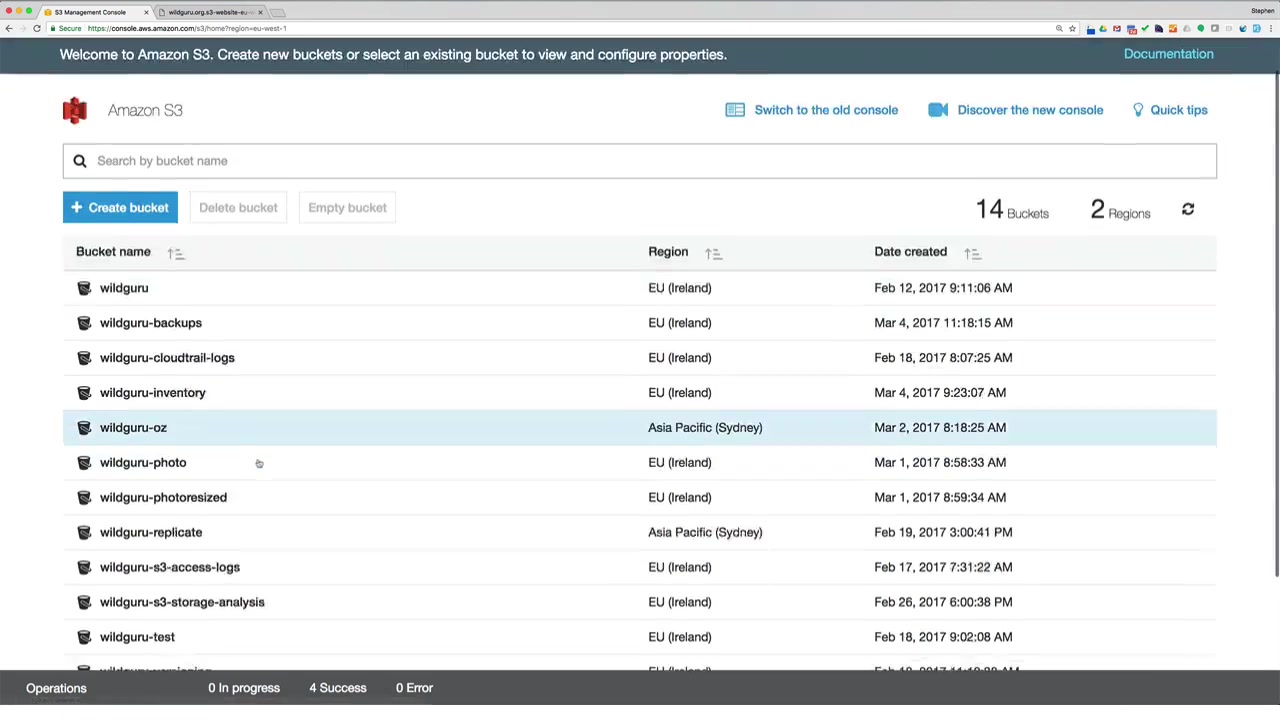 S3 Management Console
wildguru.org.s3-website-eu-w
Stephen
Secure
https://console.aws.amazon.com/s3/home?region=eu-west-1
Welcome to Amazon S3. Create new buckets or select an existing bucket to view and configure properties.
Documentation
Amazon S3
Switch to the old console
Discover the new console
Quick tips
Search by bucket name
+ Create bucket
Delete bucket
Empty bucket
14 Buckets
2 Regions
Bucket name Region Date created
wildguru EU (Ireland) Feb 12, 2017 9:11:06 AM
wildguru-backups EU (Ireland) Mar 4, 2017 11:18:15 AM
wildguru-cloudtrail-logs EU (Ireland) Feb 18, 2017 8:07:25 AM
wildguru-inventory EU (Ireland) Mar 4, 2017 9:23:07 AM
wildguru-oz Asia Pacific (Sydney) Mar 2, 2017 8:18:25 AM
wildguru-photo EU (Ireland) Mar 1, 2017 8:58:33 AM
wildguru-photoresized EU (Ireland) Mar 1, 2017 8:59:34 AM
wildguru-replicate Asia Pacific (Sydney) Feb 19, 2017 3:00:41 PM
wildguru-s3-access-logs EU (Ireland) Feb 17, 2017 7:31:22 AM
wildguru-s3-storage-analysis EU (Ireland) Feb 26, 2017 6:00:38 PM
wildguru-test EU (Ireland) Feb 18, 2017 9:02:08 AM
Operations 0 In progress 4 Success 0 Error